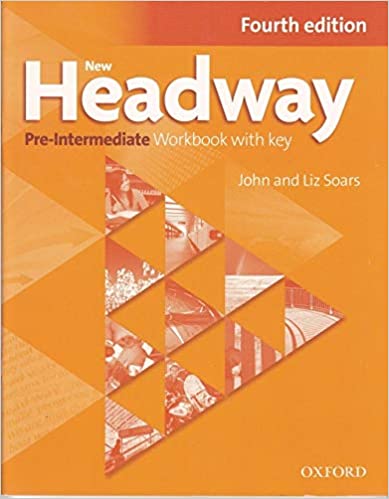 Fourth edition
New
Headway
Pre-Intermediate Workbook with key
John and Liz Soars
OXFORD